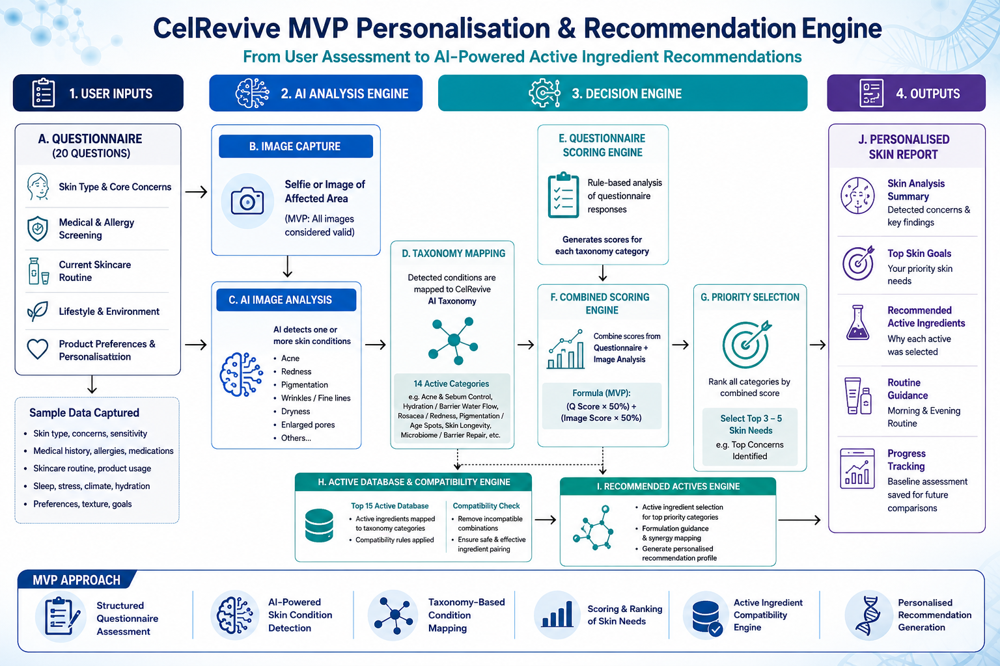 CelRevive MVP Personalisation & Recommendation Engine
From User Assessment to AI-Powered Active Ingredient Recommendations
1. USER INPUTS
2. AI ANALYSIS ENGINE
3. DECISION ENGINE
4. OUTPUTS
A. QUESTIONNAIRE
(20 QUESTIONS)
Skin Type & Core Concerns
Medical & Allergy
Screening
Current Skincare
Routine
Lifestyle & Environment
Product Preferences &
Personalisation
Sample Data Captured
• Skin type, concerns, sensitivity
• Medical history, allergies, medications
• Skincare routine, product usage
• Sleep, stress, climate, hydration
• Preferences, texture, goals
B. IMAGE CAPTURE
Selfie or Image of
Affected Area
(MVP: All images
considered valid)
C. AI IMAGE ANALYSIS
AI detects one or
more skin conditions
• Acne
• Redness
• Pigmentation
• Wrinkles / Fine lines
• Dryness
• Enlarged pores
• Others...
D. TAXONOMY MAPPING
Detected conditions are
mapped to CelRevive
AI Taxonomy
14 Active Categories
e.g. Acne & Sebum Control,
Hydration / Barrier Water Flow,
Rosacea / Redness, Pigmentation /
Age Spots, Skin Longevity,
Microbiome / Barrier Repair, etc.
E. QUESTIONNAIRE
SCORING ENGINE
Rule-based analysis
of questionnaire
responses
Generates scores for
each taxonomy category
F. COMBINED SCORING
ENGINE
Combine scores from
Questionnaire +
Image Analysis
Formula (MVP):
(Q Score × 50%) +
(Image Score × 50%)
G. PRIORITY SELECTION
Rank all categories by
combined score
Select Top 3 – 5
Skin Needs
e.g. Top Concerns
Identified
H. ACTIVE DATABASE & COMPATIBILITY ENGINE
Top 15 Active Database
• Active ingredients mapped
to taxonomy categories
• Compatibility rules applied
Compatibility Check
• Remove incompatible
combinations
• Ensure safe & effective
ingredient pairing
I. RECOMMENDED ACTIVES ENGINE
• Active ingredient selection
for top priority categories
• Formulation guidance
& synergy mapping
• Generate personalised
recommendation profile
J. PERSONALISED
SKIN REPORT
Skin Analysis
Summary
Detected concerns &
key findings
Top Skin Goals
Your priority skin
needs
Recommended
Active Ingredients
Why each active
was selected
Routine
Guidance
Morning & Evening
Routine
Progress
Tracking
Baseline assessment
saved for future
comparisons
MVP APPROACH
Structured
Questionnaire
Assessment
AI-Powered
Skin Condition
Detection
Taxonomy-Based
Condition
Mapping
Scoring & Ranking
of Skin Needs
Active Ingredient
Compatibility
Engine
Personalised
Recommendation
Generation